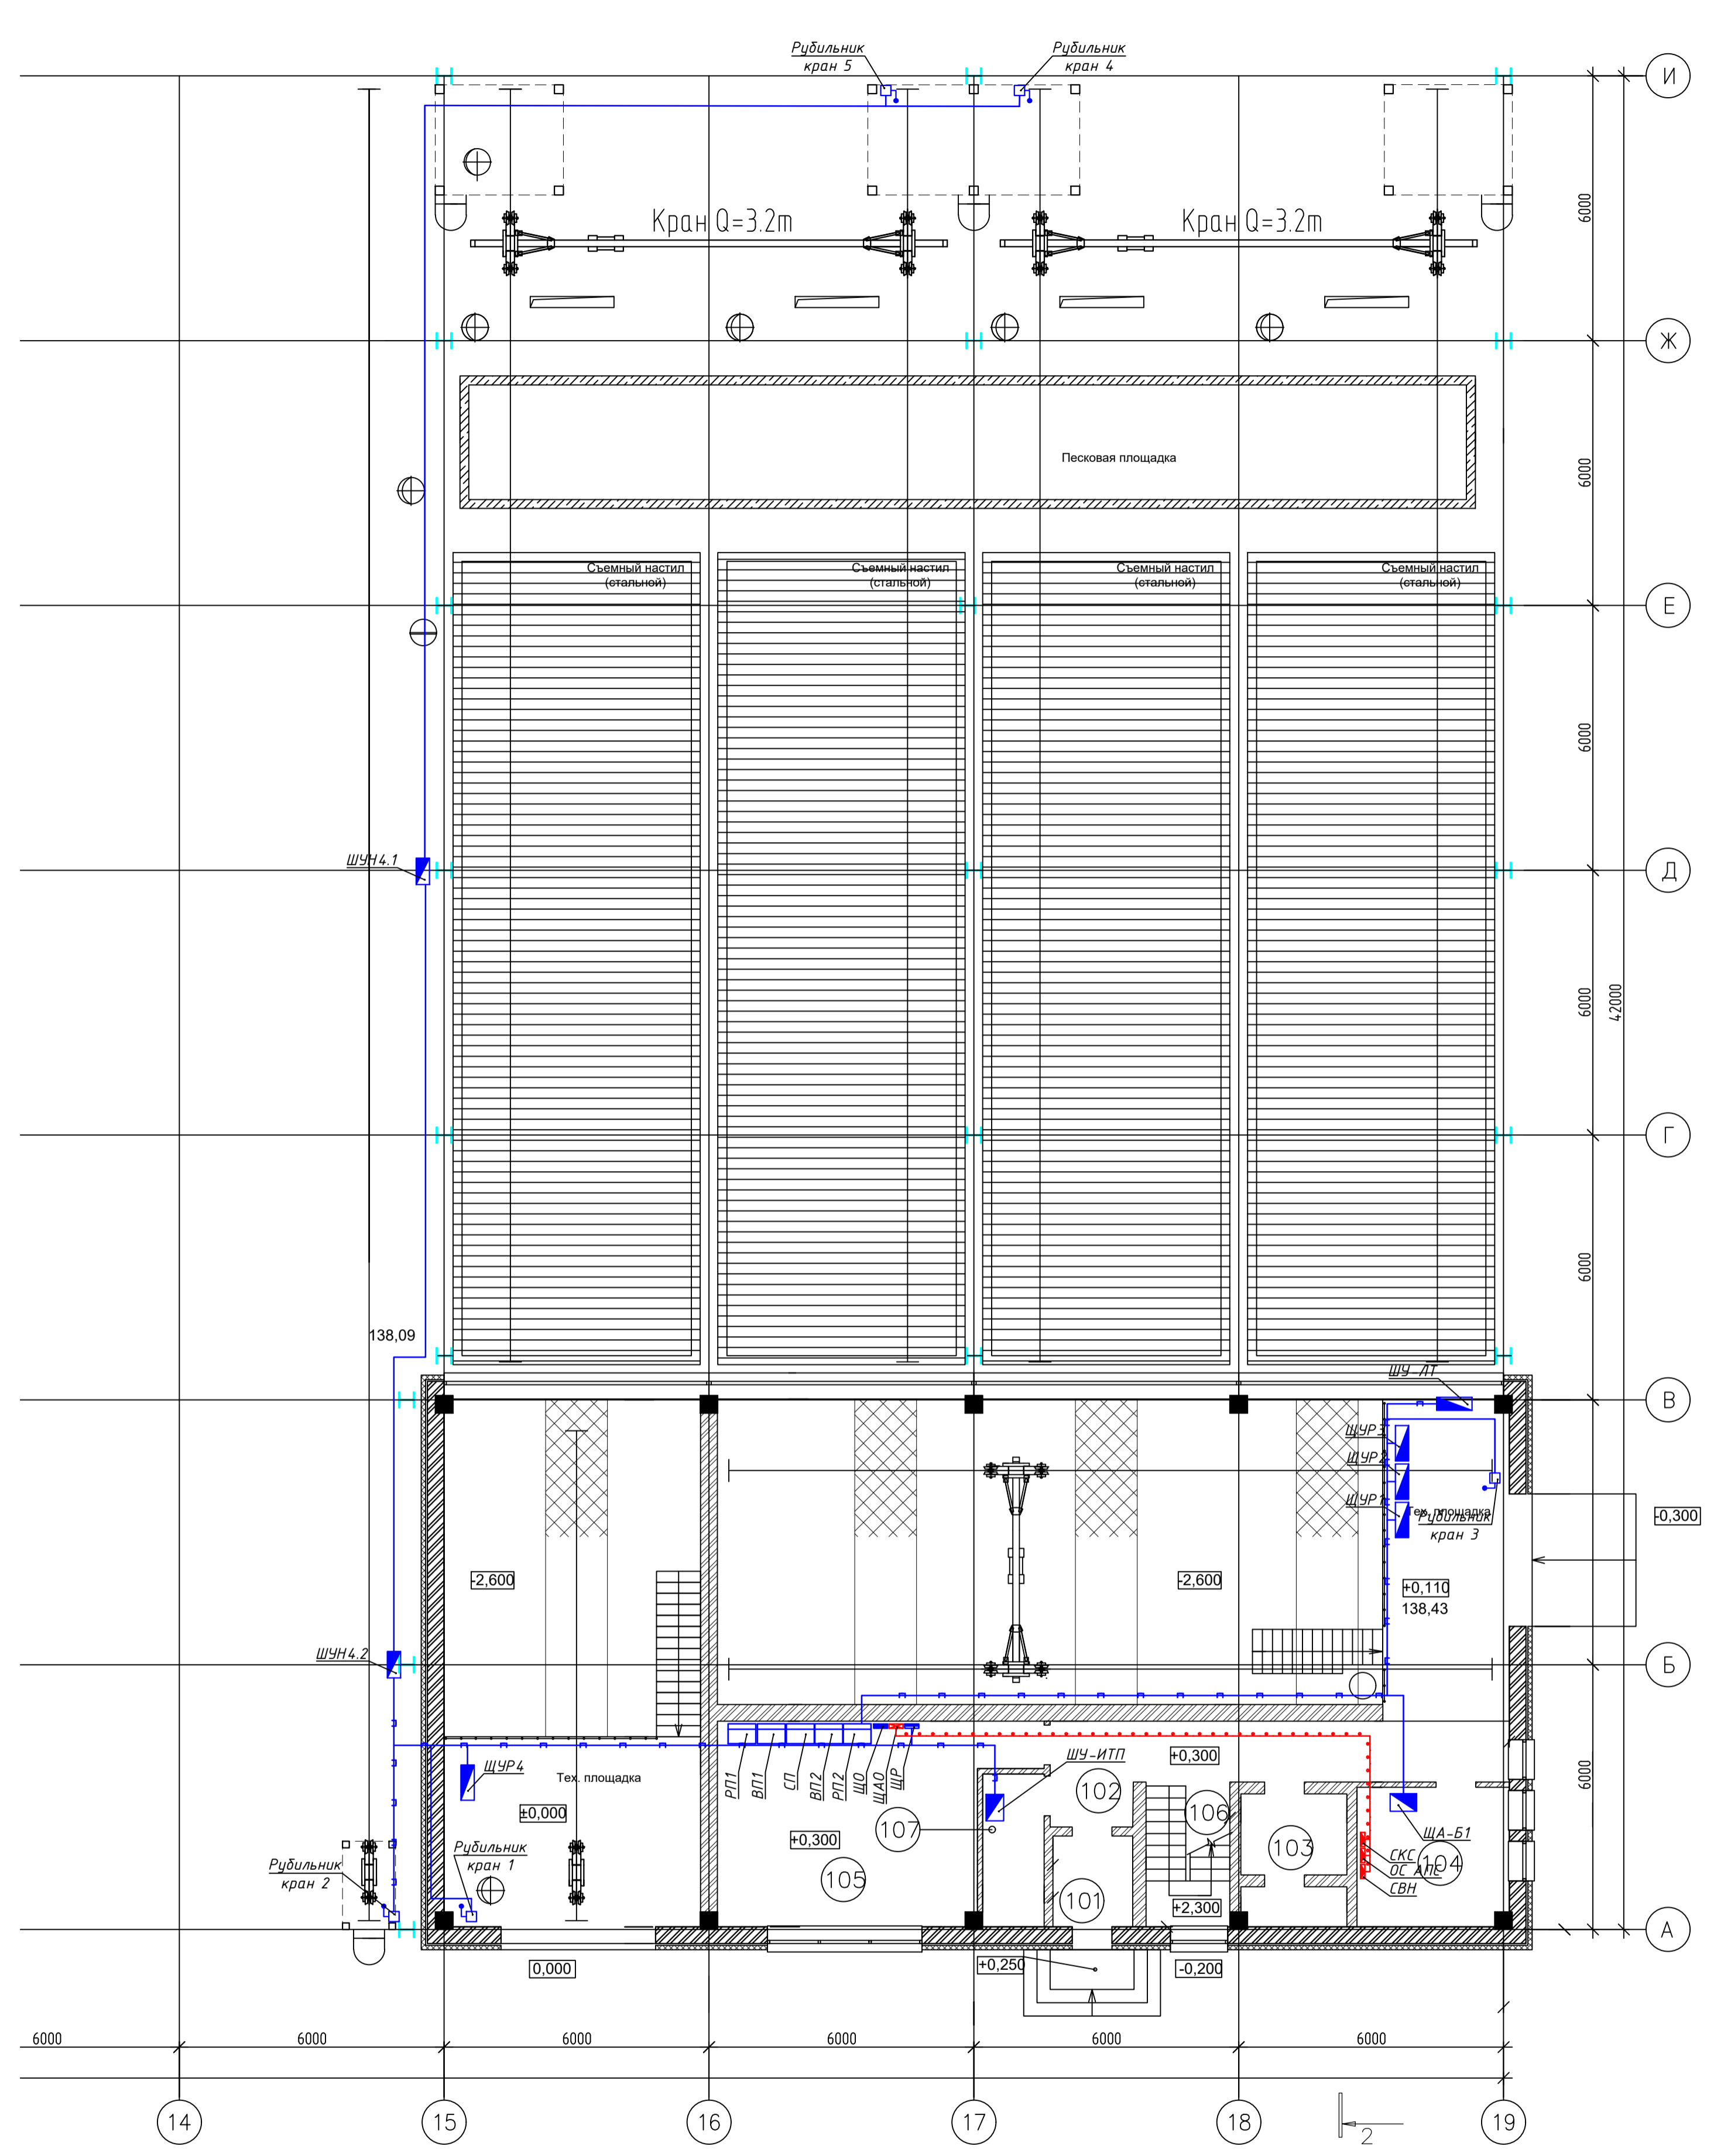 Рубильник
кран 5
Рубильник
кран 4
И
6000
Кран Q=3.2т
Кран Q=3.2т
Ж
Песковая площадка
6000
Съемный настил
(стальной)
Съемный настил
(стальной)
Съемный настил
(стальной)
Съемный настил
(стальной)
Е
6000
ШУН4.1
Д
6000
42000
Г
6000
138,09
ШУ-ЛТ
В
ЩУР3
ЩУР2
ЩУР1
Тех. площадка
Рубильник
кран 3
-0,300
-2,600
-2,600
+0,110
138,43
ШУН4.2
Б
6000
ЩУР4
Тех. площадка
±0,000
РП1
ВП1
СП
ВП2
РП2
ЩО
ЩАО
ЩР
ШУ-ИТП
+0,300
102
106
107
+0,300
105
103
ЩА-Б1
СКС
ОС АПС
СВН
104
101
+2,300
Рубильник
кран 1
Рубильник
кран 2
А
0,000
+0,250
-0,200
6000
6000
6000
6000
6000
6000
14
15
16
17
18
2
19